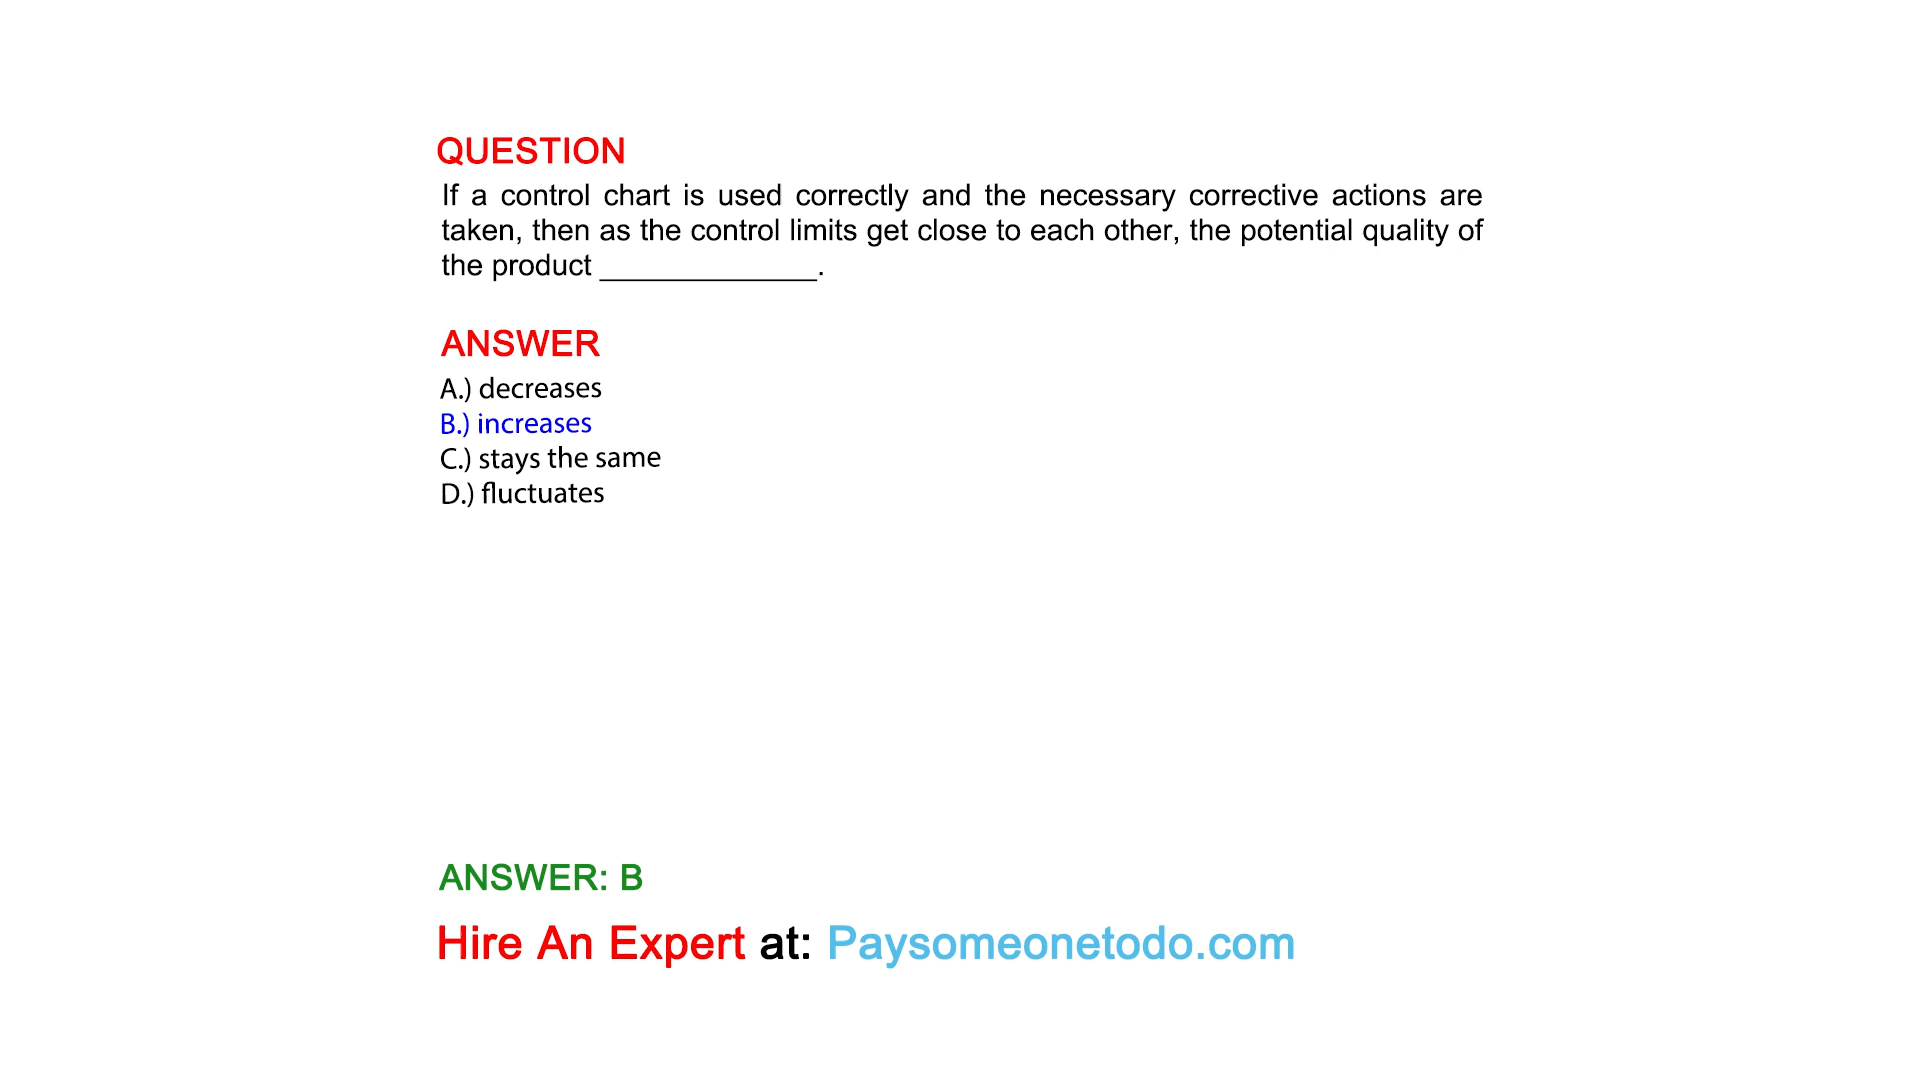 QUESTION
If a control chart is used correctly and the necessary corrective actions are
taken, then as the control limits get close to each other, the potential quality of
the product _____________.
ANSWER
A.) decreases
B.) increases
C.) stays the same
D.) fluctuates
ANSWER: B
Hire An Expert at: Paysomeonetodo.com